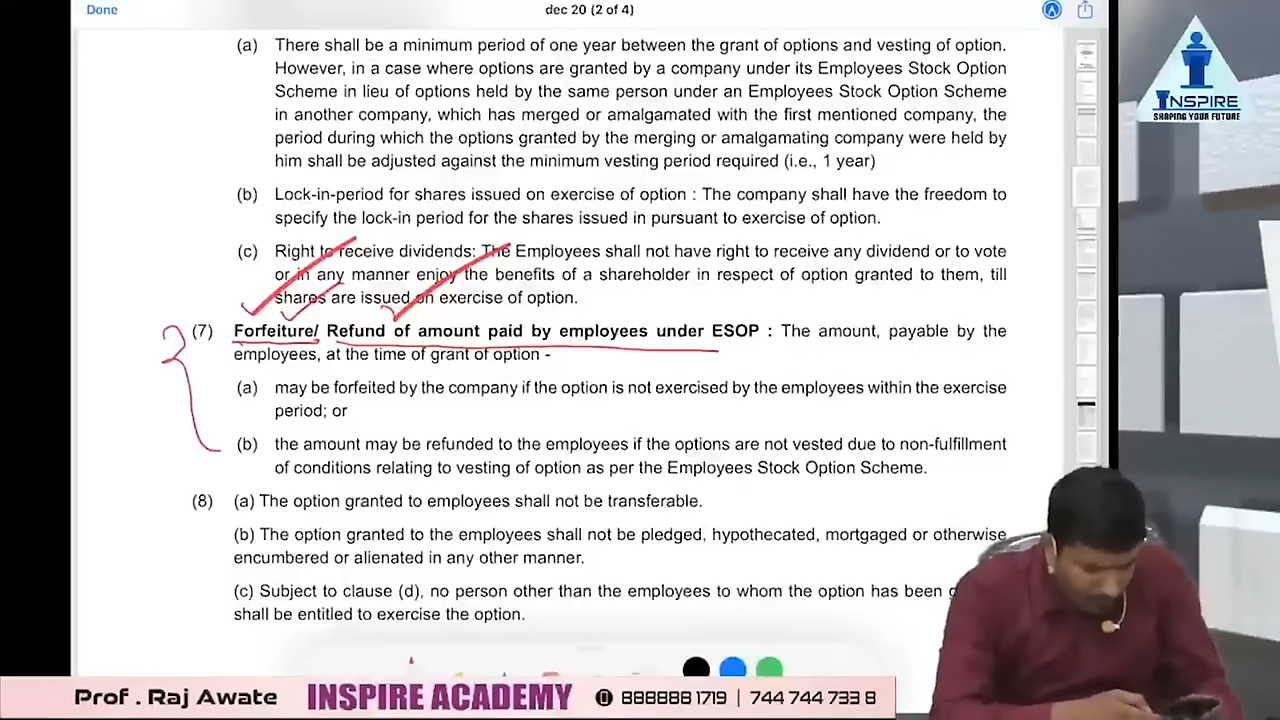 Done
dec 20 (2 of 4)
(a) There shall be a minimum period of one year between the grant of options and vesting of option.
However, in a case where options are granted by a company under its Employees Stock Option
Scheme in lieu of options held by the same person under an Employees Stock Option Scheme
in another company, which has merged or amalgamated with the first mentioned company, the
period during which the options granted by the merging or amalgamating company were held by
him shall be adjusted against the minimum vesting period required (i.e., 1 year)
(b) Lock-in-period for shares issued on exercise of option : The company shall have the freedom to
specify the lock-in period for the shares issued in pursuant to exercise of option.
(c) Right to receive dividends: The Employees shall not have right to receive any dividend or to vote
or in any manner enjoy the benefits of a shareholder in respect of option granted to them, till
shares are issued on exercise of option.
(7) Forfeiture/ Refund of amount paid by employees under ESOP : The amount, payable by the
employees, at the time of grant of option -
(a) may be forfeited by the company if the option is not exercised by the employees within the exercise
period; or
(b) the amount may be refunded to the employees if the options are not vested due to non-fulfillment
of conditions relating to vesting of option as per the Employees Stock Option Scheme.
(8) (a) The option granted to employees shall not be transferable.
(b) The option granted to the employees shall not be pledged, hypothecated, mortgaged or otherwise
encumbered or alienated in any other manner.
(c) Subject to clause (d), no person other than the employees to whom the option has been
shall be entitled to exercise the option.
INSPIRE
SHAPING YOUR FUTURE
Prof . Raj Awate INSPIRE ACADEMY 888888 1719 | 744 744 733 8